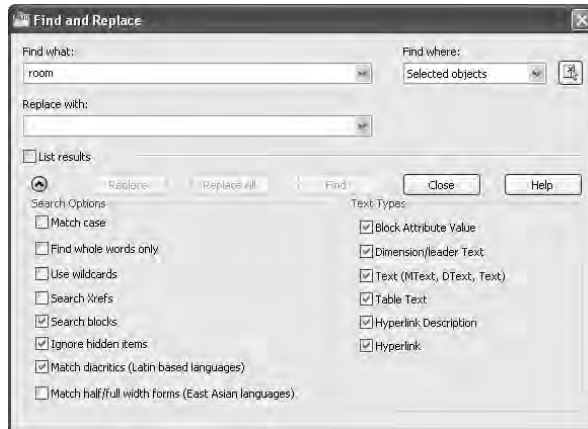 Find and Replace
Find what:
Find where:
room
Selected objects
Replace with:
List results
Replace
Replace All
Find
Close
Help
Search Options
Text Types
Match case
Block Attribute Value
Find whole words only
Dimension/leader Text
Use wildcards
Text (MText, DText, Text)
Search Xrefs
Table Text
Search blocks
Hyperlink Description
Ignore hidden items
Hyperlink
Match diacritics (Latin based languages)
Match half/full width forms (East Asian languages)